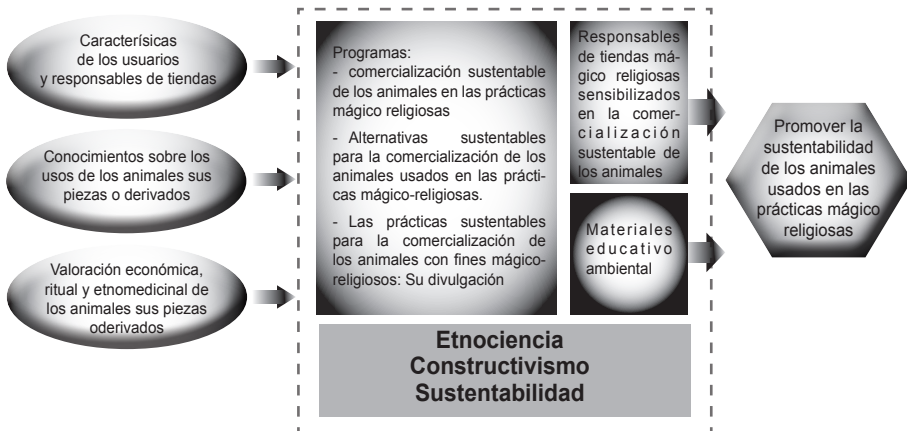 Caracterísicas
de los usuarios
y responsables de tiendas
Conocimientos sobre los
usos de los animales sus
piezas o derivados
Valoración económica,
ritual y etnomedicinal de
los animales sus piezas
oderivados
Programas:
- comercialización sustentable
de los animales en las prácticas
mágico religiosas
- Alternativas sustentables
para la comercialización de los
animales usados en las prácti-
cas mágico-religiosas.
- Las prácticas sustentables
para la comercialización de
los animales con fines mágico-
religiosos: Su divulgación
Responsables
de tiendas má-
gico religiosas
sensibilizados
en la comer-
cialización
sustentable de
los animales
Materiales
educativo
ambiental
Etnociencia
Constructivismo
Sustentabilidad
Promover la
sustentabilidad
de los animales
usados en las
prácticas mágico
religiosas